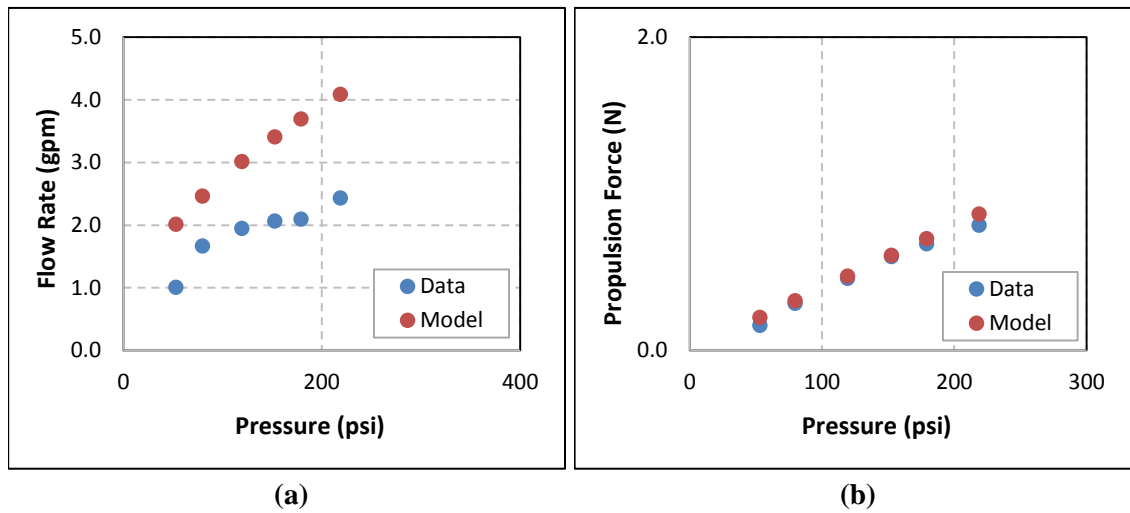 5.0
4.0
3.0
2.0
1.0
0.0
Flow Rate (gpm)
Data
Model
0 200 400
Pressure (psi)
(a)
2.0
0.0
Propulsion Force (N)
Data
Model
0 100 200 300
Pressure (psi)
(b)